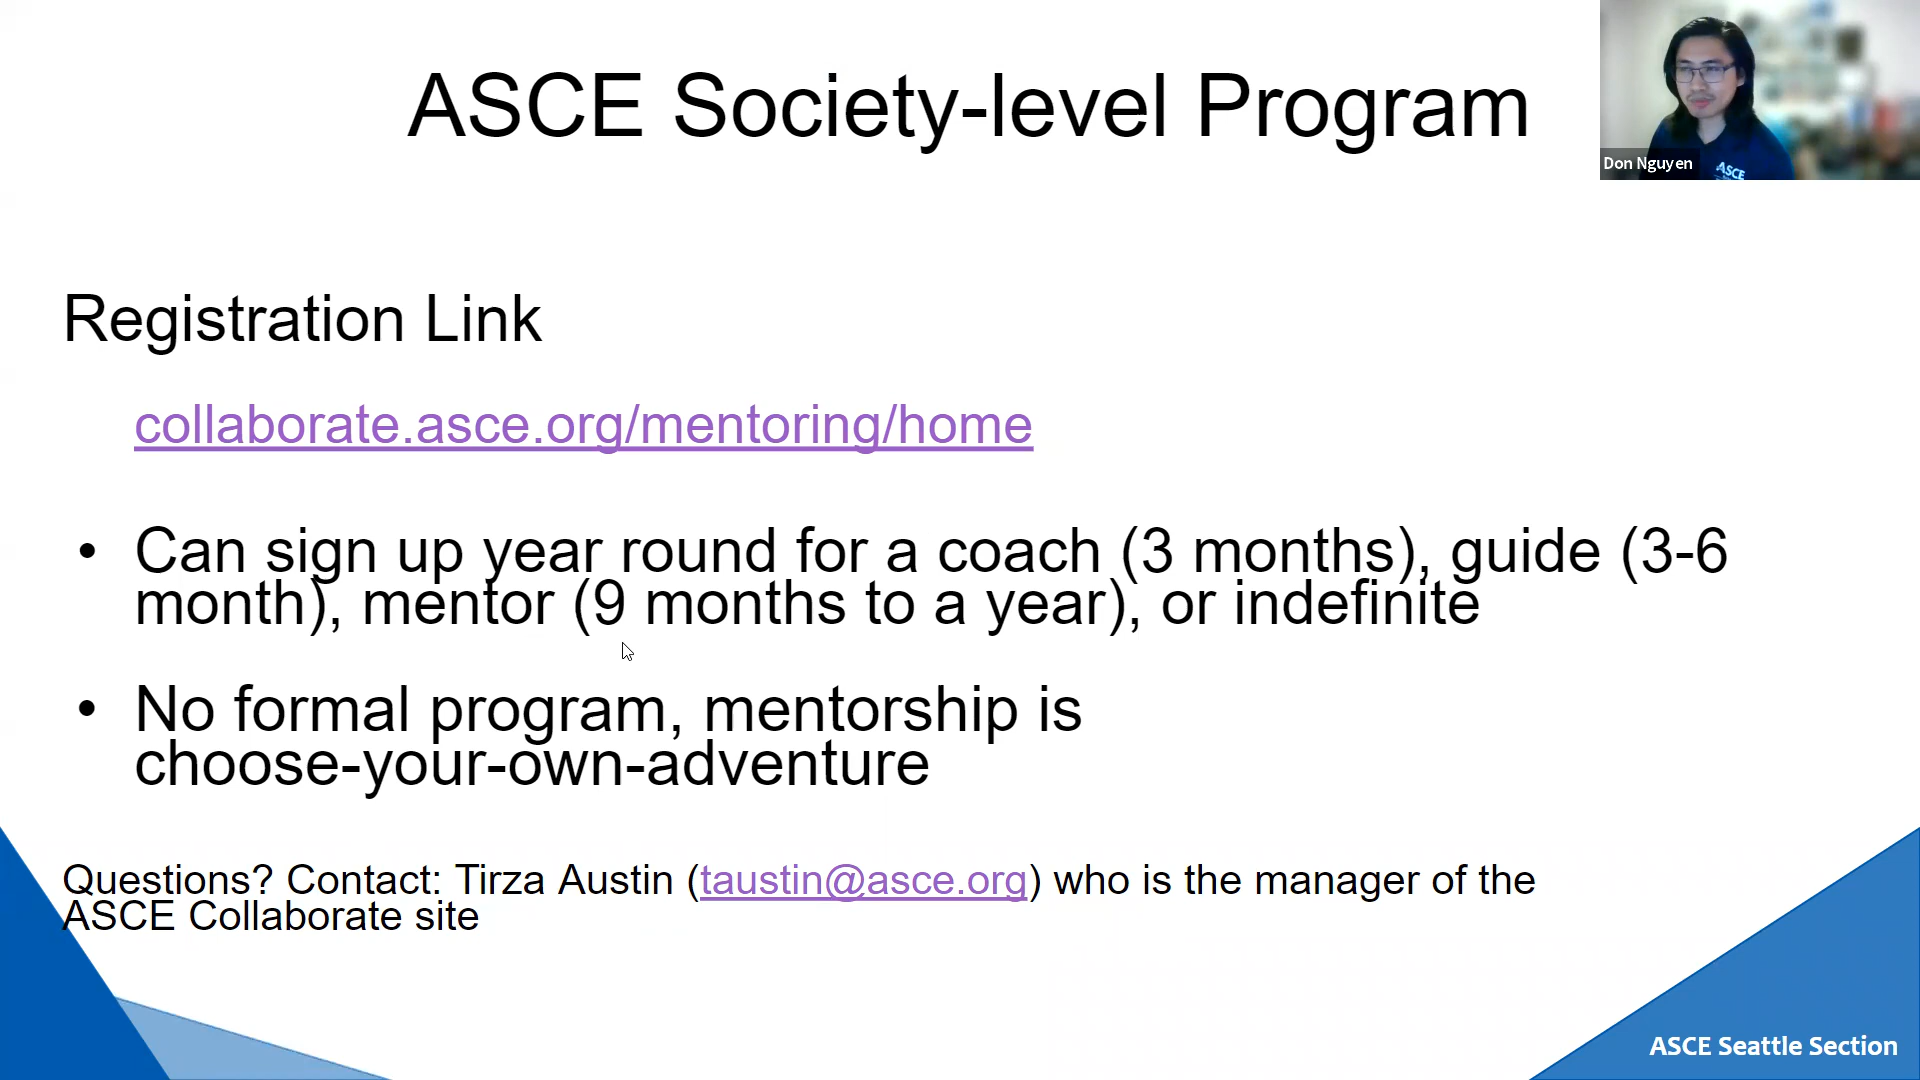 ASCE Society-level Program
Don Nguyen
ASCE
Registration Link
collaborate.asce.org/mentoring/home
• Can sign up year round for a coach (3 months), guide (3-6
month), mentor (9 months to a year), or indefinite
• No formal program, mentorship is
choose-your-own-adventure
Questions? Contact: Tirza Austin (taustin@asce.org) who is the manager of the
ASCE Collaborate site
ASCE Seattle Section